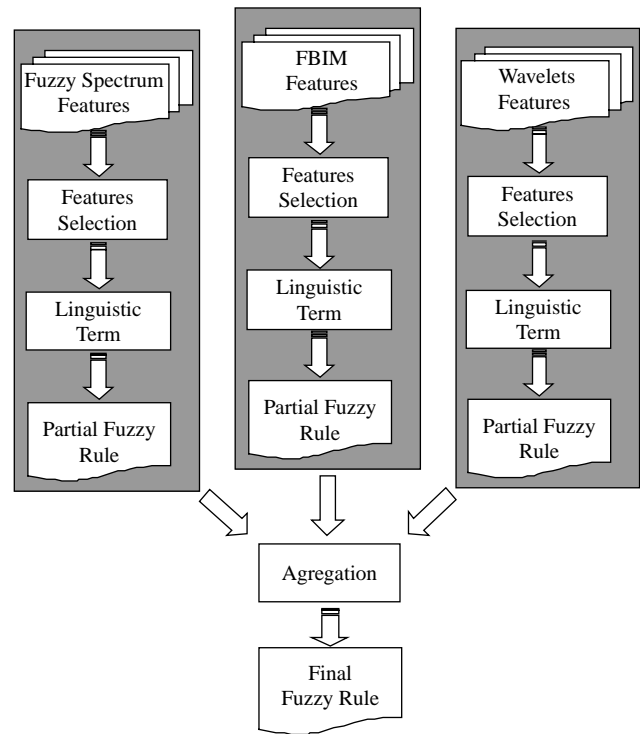 Fuzzy Spectrum
Features
Features
Selection
Linguistic
Term
Partial Fuzzy
Rule
FBIM
Features
Features
Selection
Linguistic
Term
Partial Fuzzy
Rule
Wavelets
Features
Features
Selection
Linguistic
Term
Partial Fuzzy
Rule
Agregation
Final
Fuzzy Rule